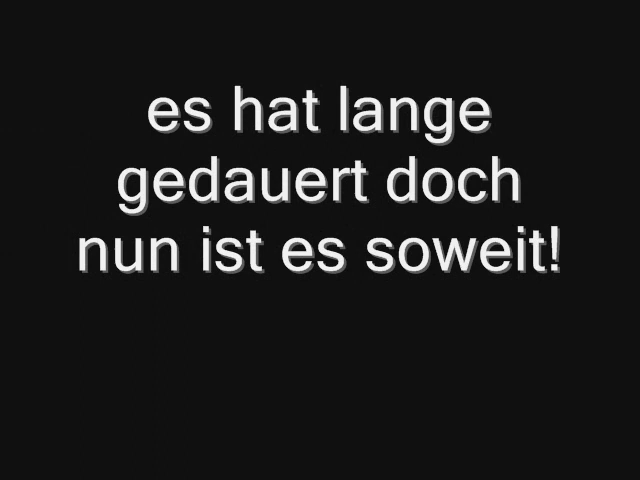 es hat lange
gedauert doch
nun ist es soweit!